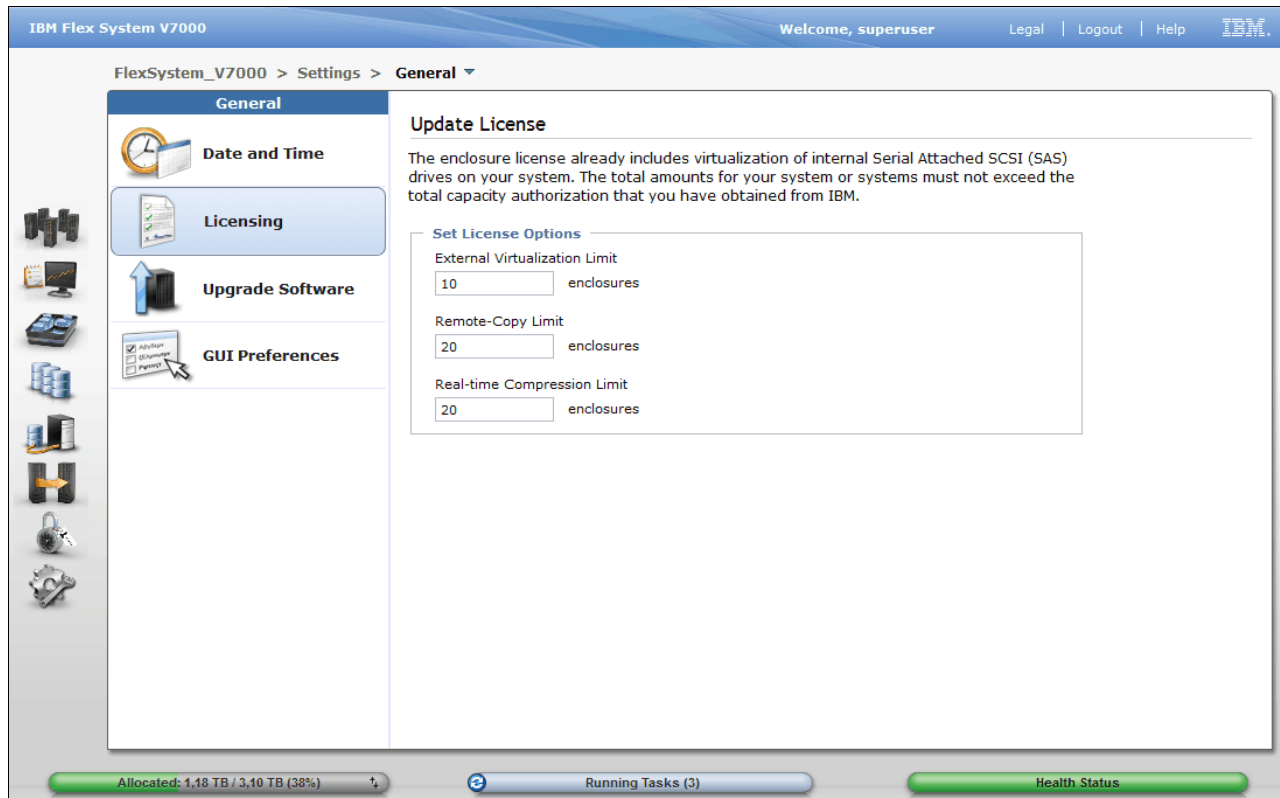 IBM Flex System V7000
Welcome, superuser
Legal | Logout | Help
IBM.
FlexSystem_V7000 > Settings > General
General
Date and Time
Licensing
Upgrade Software
GUI Preferences
Update License
The enclosure license already includes virtualization of internal Serial Attached SCSI (SAS)
drives on your system. The total amounts for your system or systems must not exceed the
total capacity authorization that you have obtained from IBM.
Set License Options
External Virtualization Limit
10 enclosures
Remote-Copy Limit
20 enclosures
Real-time Compression Limit
20 enclosures
Allocated: 1,18 TB / 3,10 TB (38%)
Running Tasks (3)
Health Status